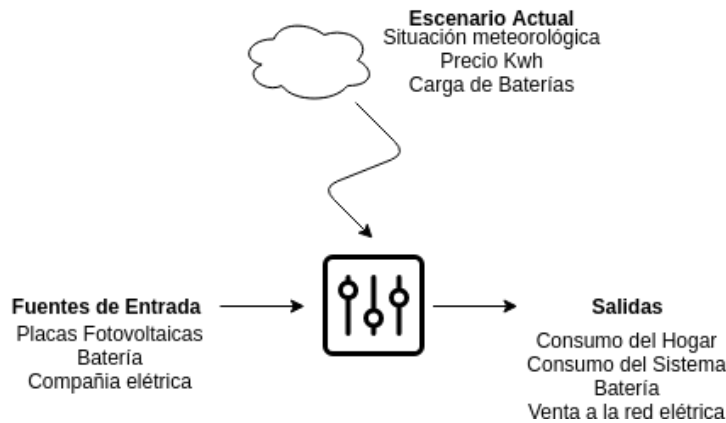 Escenario Actual
Situación meteorológica
Precio Kwh
Carga de Baterías
Fuentes de Entrada
Placas Fotovoltaicas
Batería
Compañia elétrica
Salidas
Consumo del Hogar
Consumo del Sistema
Batería
Venta a la red elétrica